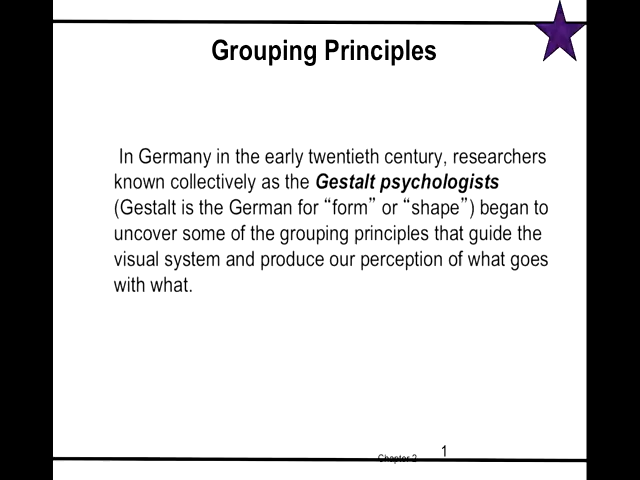 Grouping Principles
In Germany in the early twentieth century, researchers
known collectively as the Gestalt psychologists
(Gestalt is the German for “form” or “shape”) began to
uncover some of the grouping principles that guide the
visual system and produce our perception of what goes
with what.
Chapter 2
1